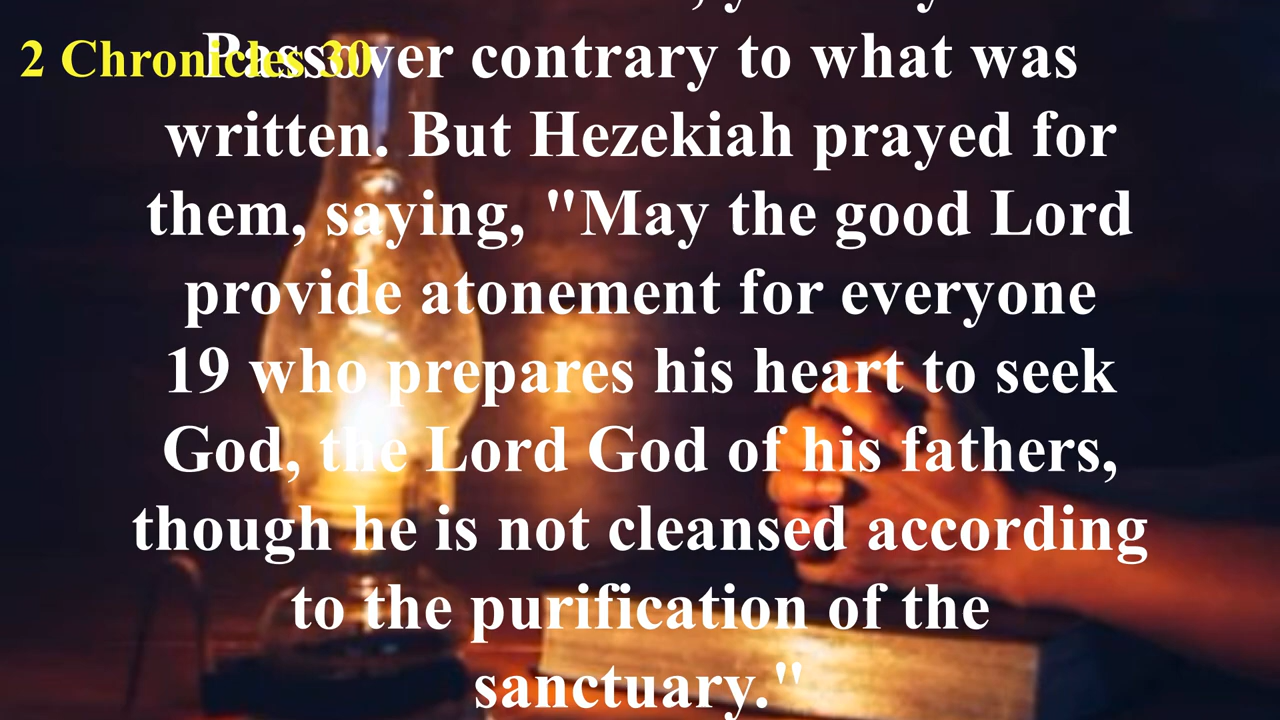 2 Chronicles 30
Passover contrary to what was
written. But Hezekiah prayed for
them, saying, "May the good Lord
provide atonement for everyone
19 who prepares his heart to seek
God, the Lord God of his fathers,
though he is not cleansed according
to the purification of the
sanctuary."